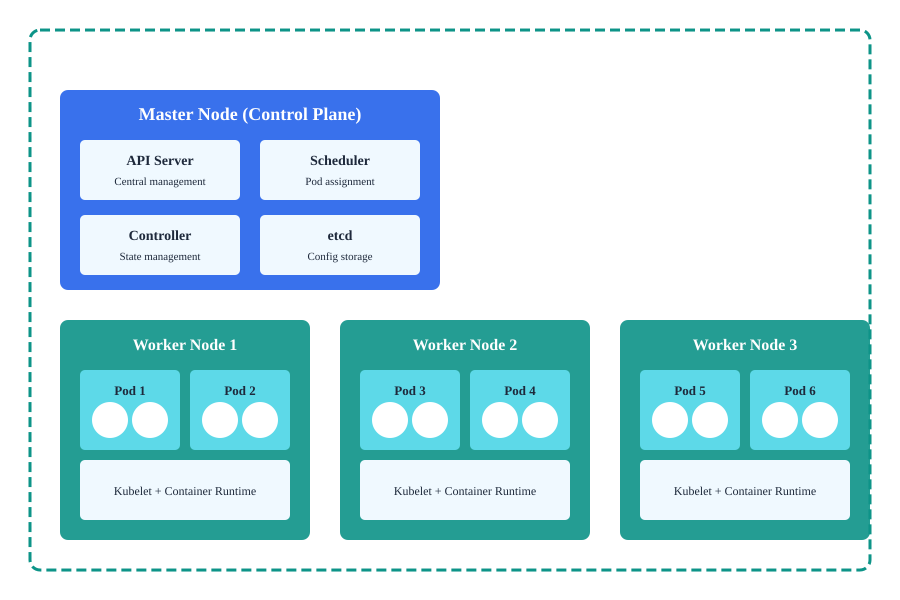 Master Node (Control Plane)
API Server
Central management
Scheduler
Pod assignment
Controller
State management
etcd
Config storage
Worker Node 1
Pod 1
Pod 2
Kubelet + Container Runtime
Worker Node 2
Pod 3
Pod 4
Kubelet + Container Runtime
Worker Node 3
Pod 5
Pod 6
Kubelet + Container Runtime